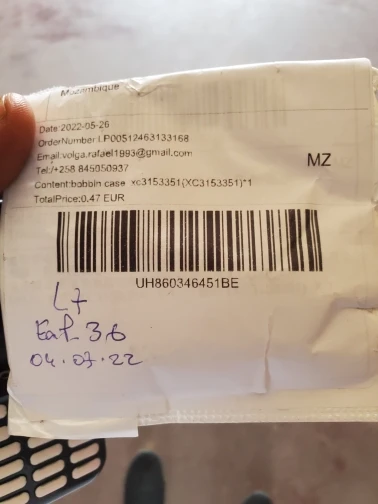 Mozambique
Date:2022-05-26
OrderNumber:LP00512463133168
Email:volga.rafael1993@gmail.com
Tel:/+258 845050937
MZ
Content:bobbin case xc3153351(XC3153351)*1
TotalPrice:0.47 EUR
UH860346451BE
L7
36
04.07.22